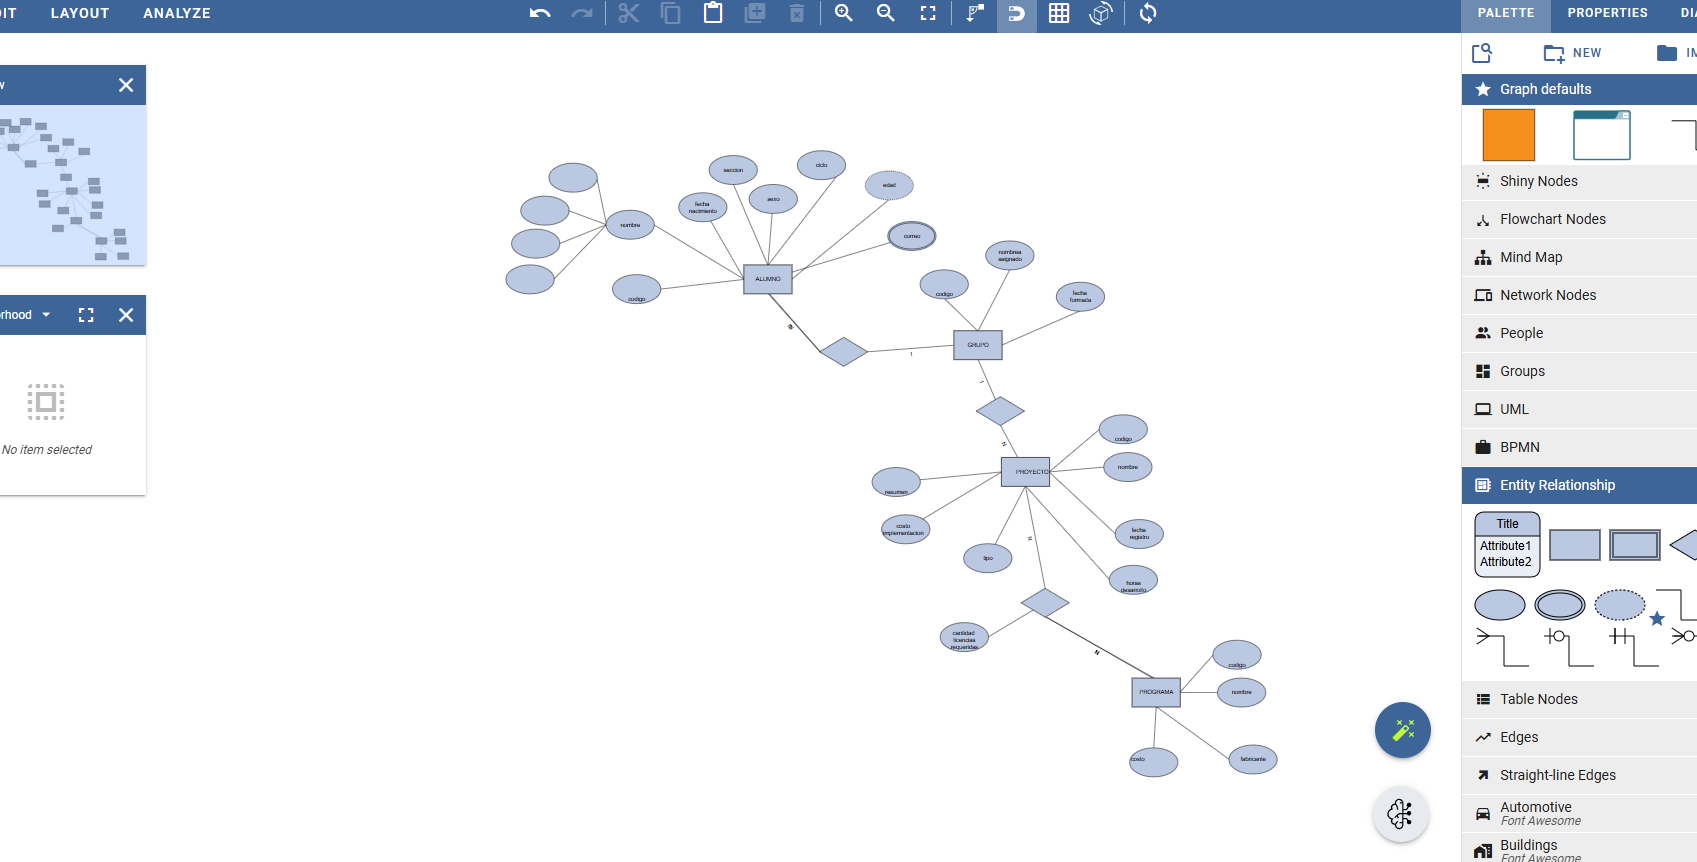 IT
LAYOUT
ANALYZE
PALETTE
PROPERTIES
DI
NEW
Graph defaults
Shiny Nodes
Flowchart Nodes
Mind Map
Network Nodes
People
Groups
UML
BPMN
Entity Relationship
Title
Attribute1
Attribute2
Table Nodes
Edges
Straight-line Edges
Automotive
Font Awesome
Buildings
Font Awesome
w
rhood
No item selected
seccion
ciclo
edad
sexo
fecha
nacimiento
nombre
correo
codigo
ALUMNO
nombrea
asignado
codigo
fecha
formada
GRUPO
1
1
codigo
nombre
PROYECTO
resumen
costo
implementacion
tipo
fecha
registro
horas
desarrollo
cantidad
licencias
requeridas
N
codigo
nombre
PROGRAMA
costo
fabricante